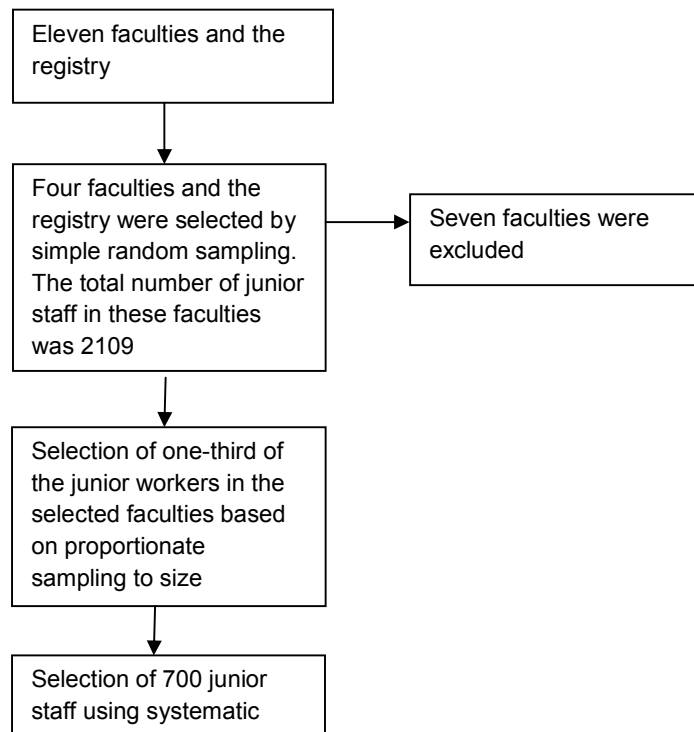 Eleven faculties and the
registry
Four faculties and the
registry were selected by
simple random sampling.
The total number of junior
staff in these faculties
was 2109
Seven faculties were
excluded
Selection of one-third of
the junior workers in the
selected faculties based
on proportionate
sampling to size
Selection of 700 junior
staff using systematic